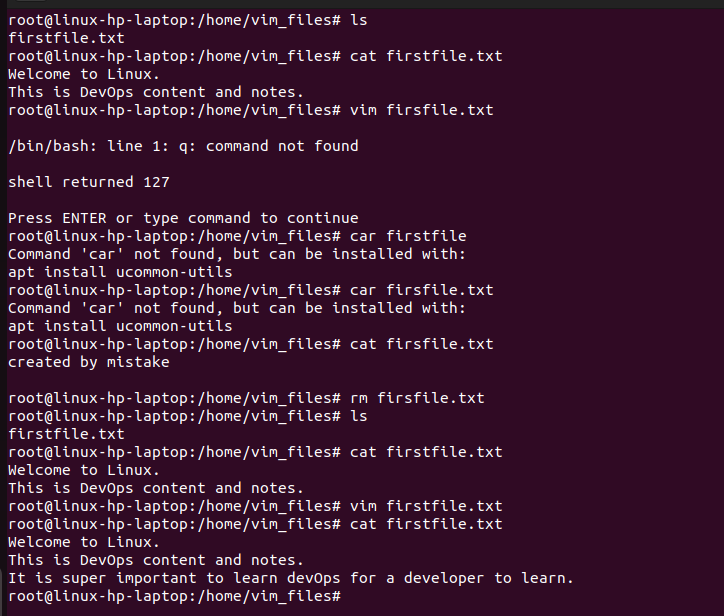 root@linux-hp-laptop:/home/vim_files# ls
firstfile.txt
root@linux-hp-laptop:/home/vim_files# cat firstfile.txt
Welcome to Linux.
This is DevOps content and notes.
root@linux-hp-laptop:/home/vim_files# vim firsfile.txt
/bin/bash: line 1: q: command not found
shell returned 127
Press ENTER or type command to continue
root@linux-hp-laptop:/home/vim_files# car firstfile
Command 'car' not found, but can be installed with:
apt install ucommon-utils
root@linux-hp-laptop:/home/vim_files# car firsfile.txt
Command 'car' not found, but can be installed with:
apt install ucommon-utils
root@linux-hp-laptop:/home/vim_files# cat firsfile.txt
created by mistake
root@linux-hp-laptop:/home/vim_files# rm firsfile.txt
root@linux-hp-laptop:/home/vim_files# ls
firstfile.txt
root@linux-hp-laptop:/home/vim_files# cat firstfile.txt
Welcome to Linux.
This is DevOps content and notes.
root@linux-hp-laptop:/home/vim_files# vim firstfile.txt
root@linux-hp-laptop:/home/vim_files# cat firstfile.txt
Welcome to Linux.
This is DevOps content and notes.
It is super important to learn devOps for a developer to learn.
root@linux-hp-laptop:/home/vim_files#